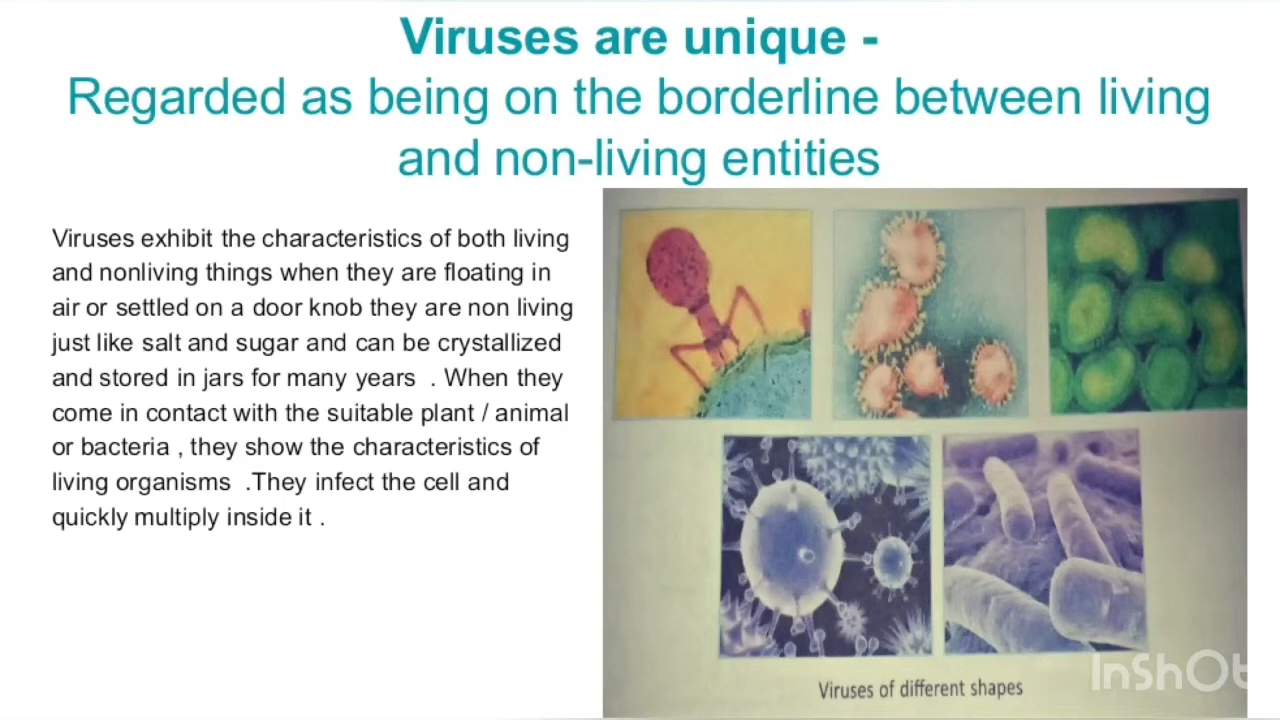 Viruses are unique -
Regarded as being on the borderline between living
and non-living entities
Viruses exhibit the characteristics of both living
and nonliving things when they are floating in
air or settled on a door knob they are non living
just like salt and sugar and can be crystallized
and stored in jars for many years  . When they
come in contact with the suitable plant / animal
or bacteria , they show the characteristics of
living organisms  .They infect the cell and
quickly multiply inside it .
Viruses of different shapes
InShOt